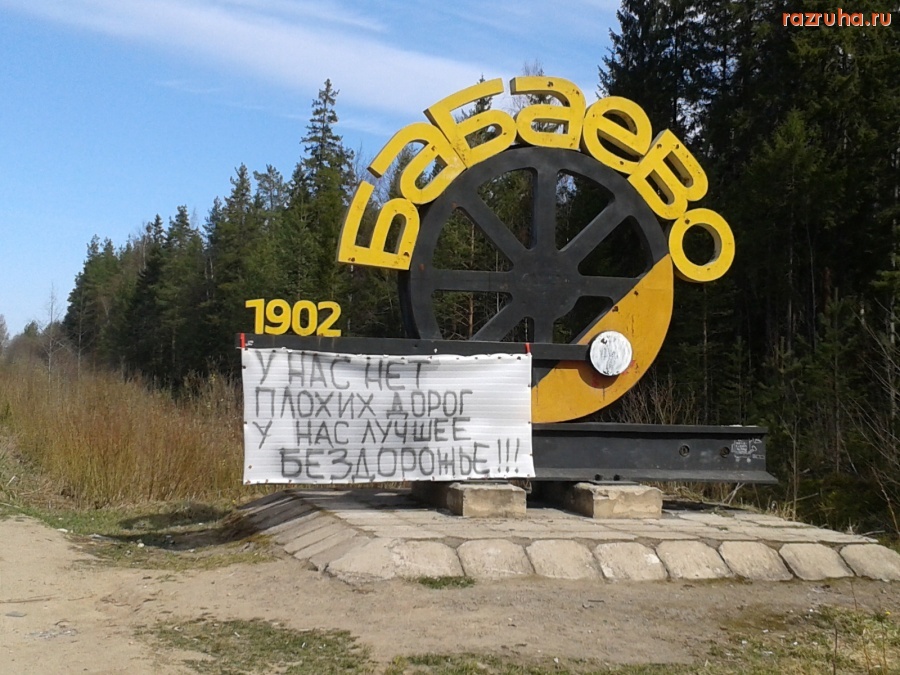 razruha.ru
Бабаево
1902
У НАС НЕТ
ПЛОХИХ ДОРОГ
У НАС ЛУЧШЕЕ
БЕЗДОРОЖЬЕ!!!